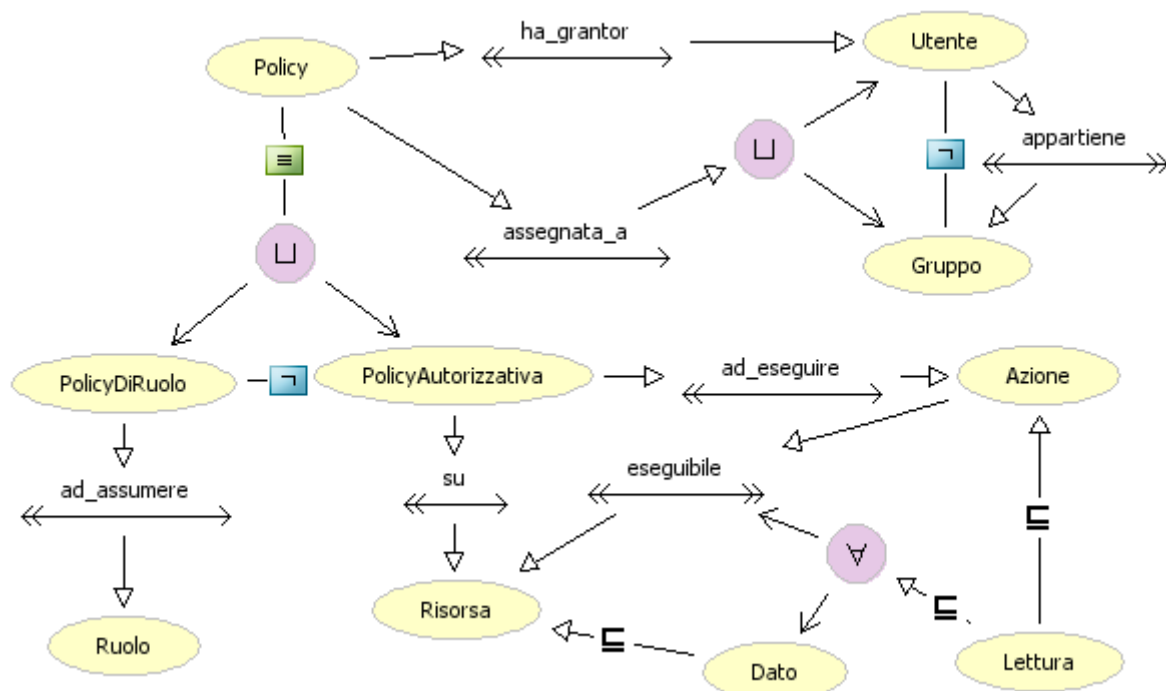 ha_grantor
Utente
Policy
≡
⊔
¬
appartiene
assegnata_a
⊔
Gruppo
PolicyDiRuolo
¬
PolicyAutorizzativa
ad_eseguire
Azione
ad_assumere
su
eseguibile
⊑
∀
Risorsa
⊑
⊑
Ruolo
Dato
Lettura